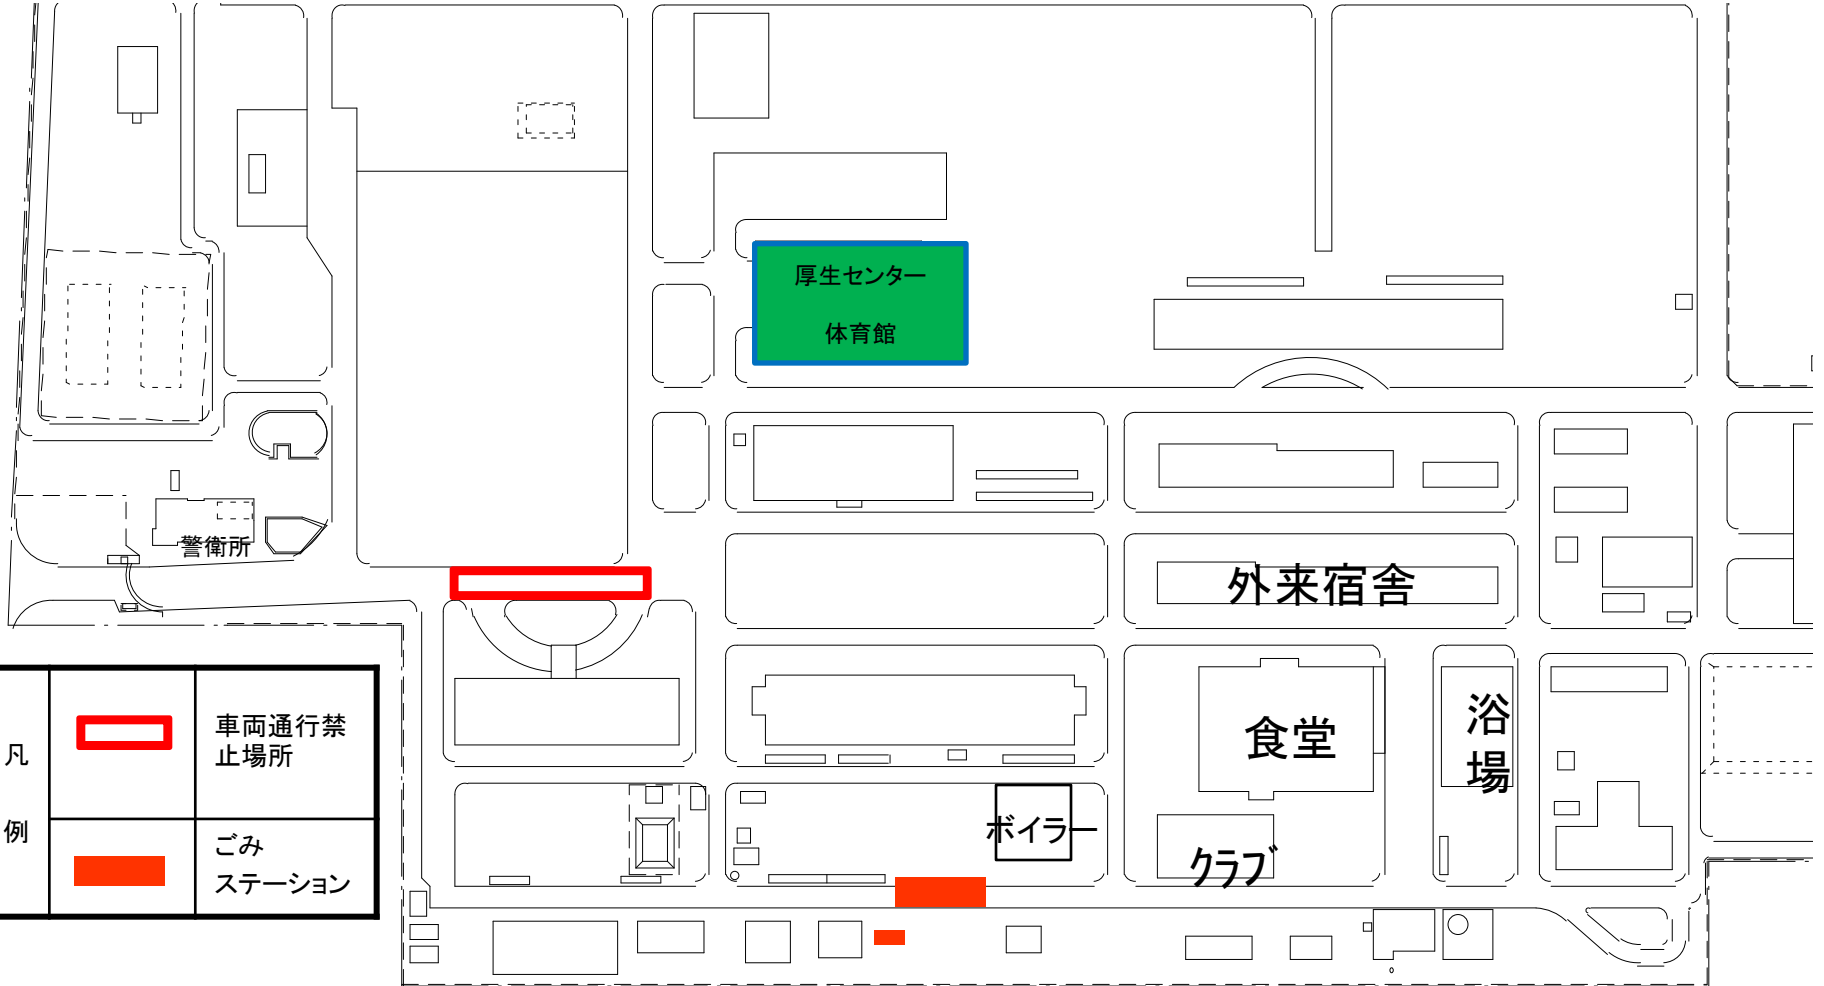 厚生センター
体育館
警衛所
外来宿舎
食堂
浴場
ボイラー
クラブ
凡例
車両通行禁
止場所
ごみ
ステーション